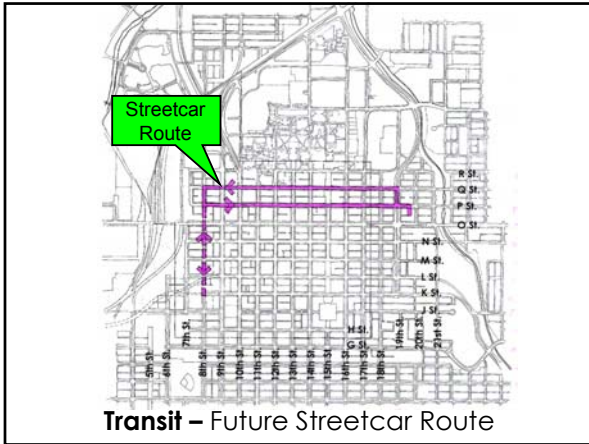 Streetcar
Route
R St.
Q St.
P St.
O St.
N St.
M St.
L St.
K St.
J St.
H St.
G St.
5th St.
6th St.
7th St.
8th St.
9th St.
10th St.
11th St.
12th St.
13th St.
14th St.
15th St.
16th St.
17th St.
18th St.
19th St.
20th St.
21st St.
Transit – Future Streetcar Route